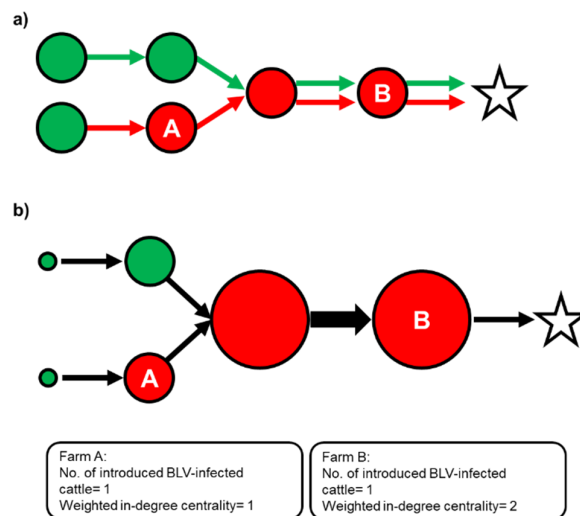 a)
A
B
b)
B
A
Farm A:
No. of introduced BLV-infected
cattle= 1
Weighted in-degree centrality= 1
Farm B:
No. of introduced BLV-infected
cattle= 1
Weighted in-degree centrality= 2